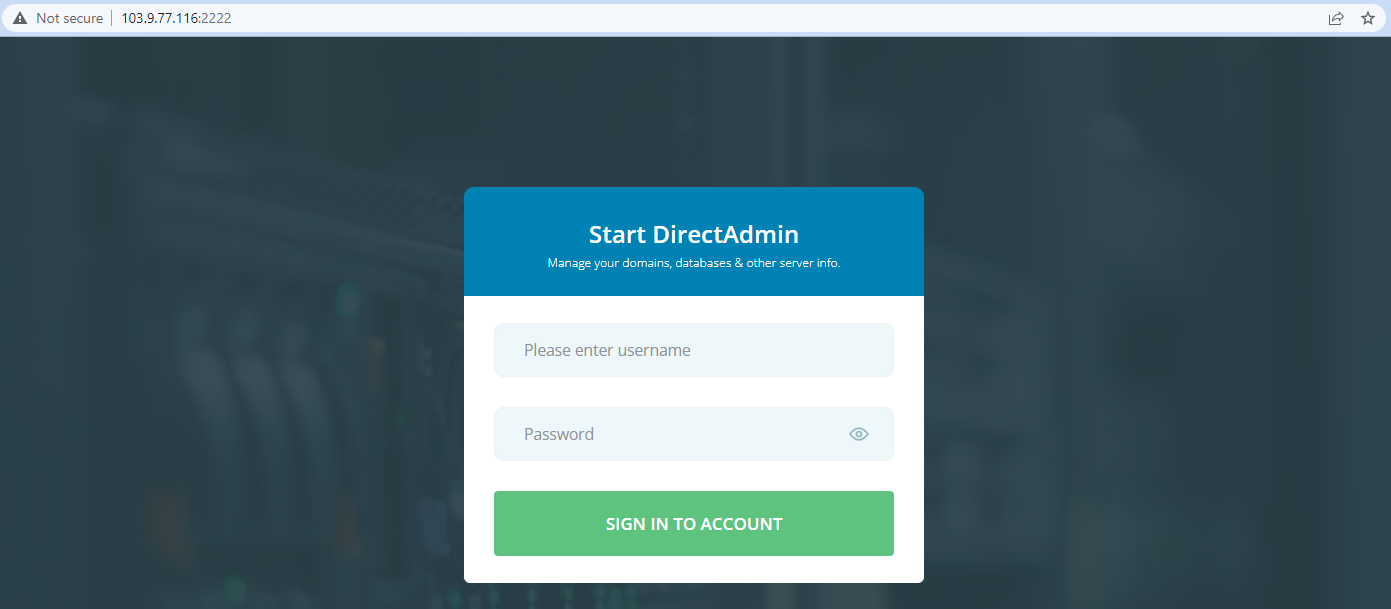 Not secure 103.9.77.116:2222
Start DirectAdmin
Manage your domains, databases & other server info.
Please enter username
Password
SIGN IN TO ACCOUNT